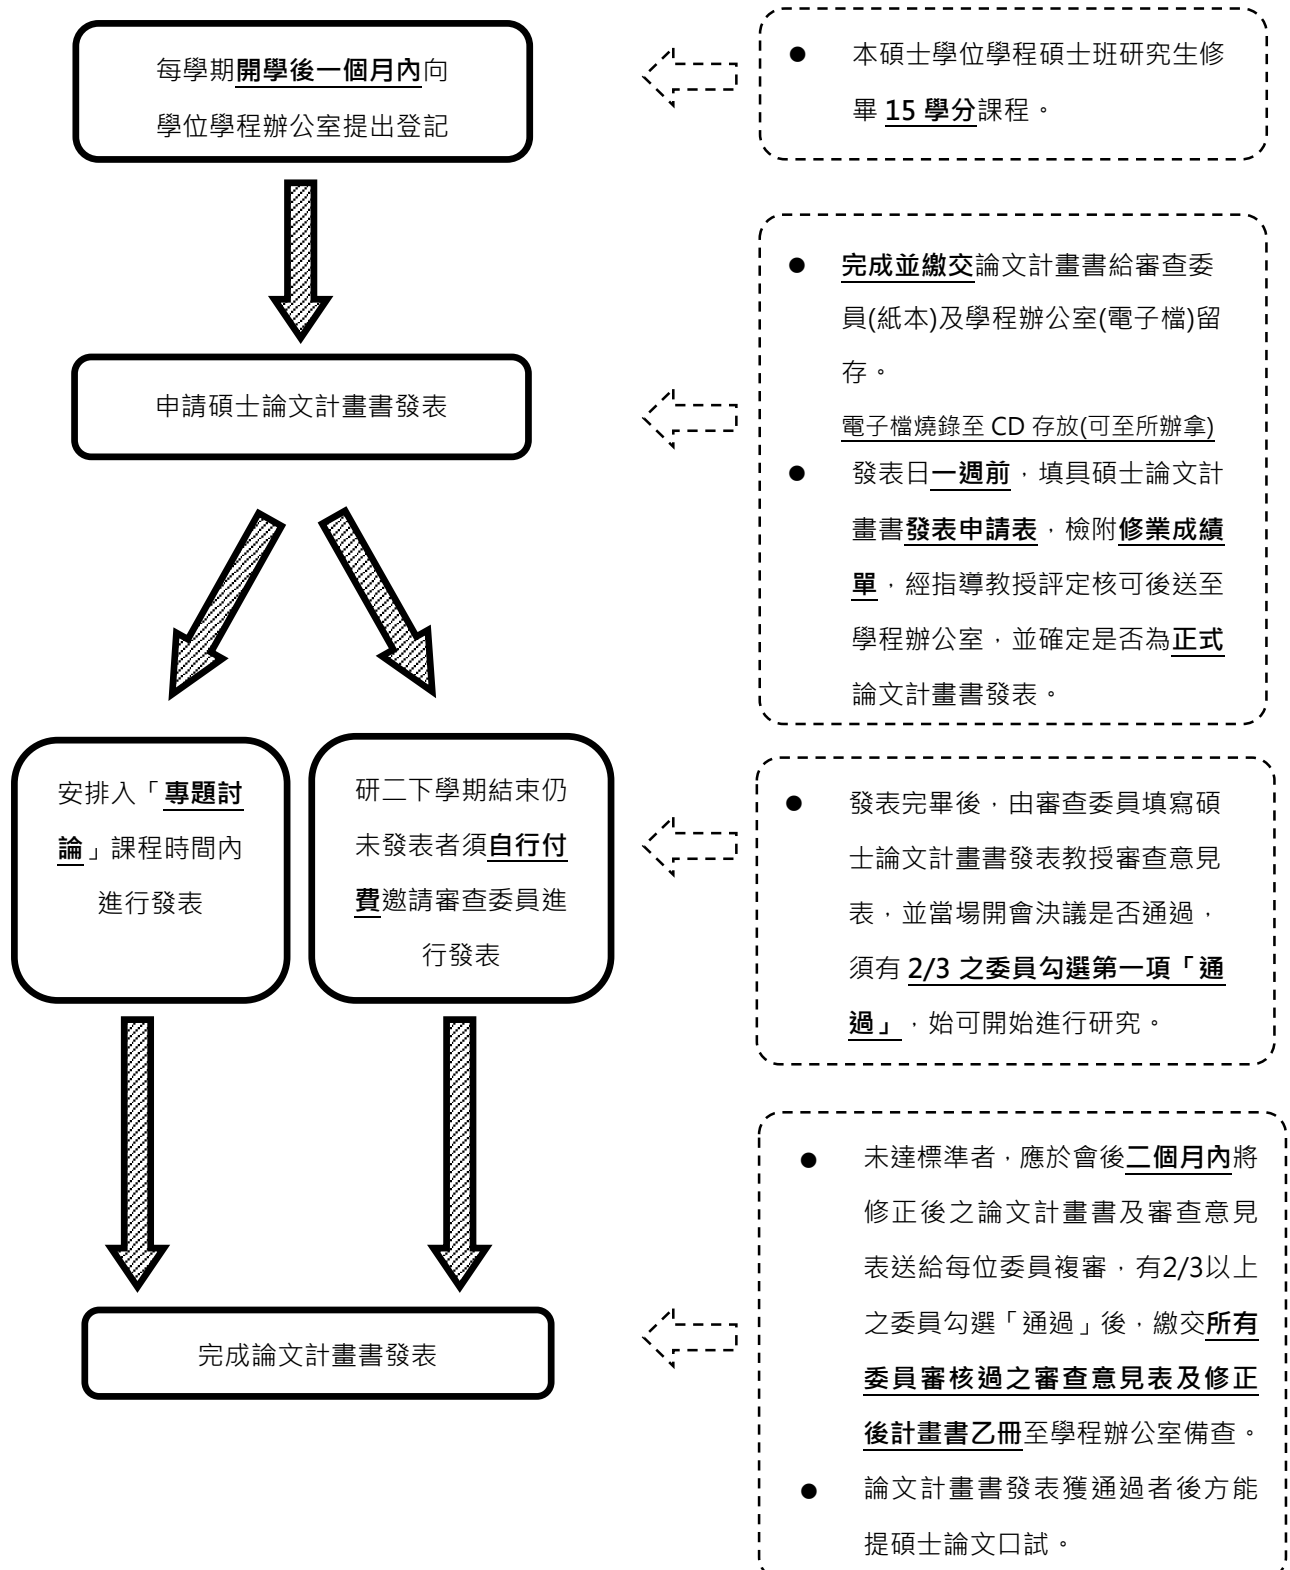 每學期開學後一個月內向
學位學程辦公室提出登記
● 本碩士學位學程碩士班研究生修
畢 15 學分課程。
● 完成並繳交論文計畫書給審查委
員(紙本)及學程辦公室(電子檔)留
存。
電子檔燒錄至 CD 存放(可至所辦拿)
● 發表日一週前，填具碩士論文計
畫書發表申請表，檢附修業成績
單，經指導教授評定核可後送至
學程辦公室，並確定是否為正式
論文計畫書發表。
申請碩士論文計畫書發表
安排入「專題討
論」課程時間內
進行發表
研二下學期結束仍
未發表者須自行付
費邀請審查委員進
行發表
● 發表完畢後，由審查委員填寫碩
士論文計畫書發表教授審查意見
表，並當場開會決議是否通過，
須有 2/3 之委員勾選第一項「通
過」，始可開始進行研究。
完成論文計畫書發表
● 未達標準者，應於會後二個月內將
修正後之論文計畫書及審查意見
表送給每位委員複審，有2/3以上
之委員勾選「通過」後，繳交所有
委員審核過之審查意見表及修正
後計畫書乙冊至學程辦公室備查。
● 論文計畫書發表獲通過者後方能
提碩士論文口試。